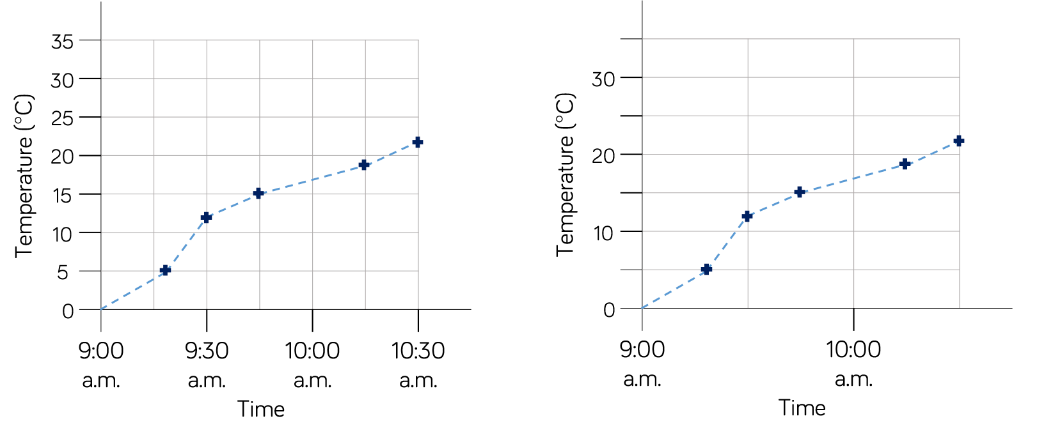 35
30
25
20
15
10
5
0
Temperature (°C)
9:00 9:30 10:00 10:30
a.m. a.m. a.m. a.m.
Time
30
20
10
0
Temperature (°C)
9:00 10:00
a.m. a.m.
Time